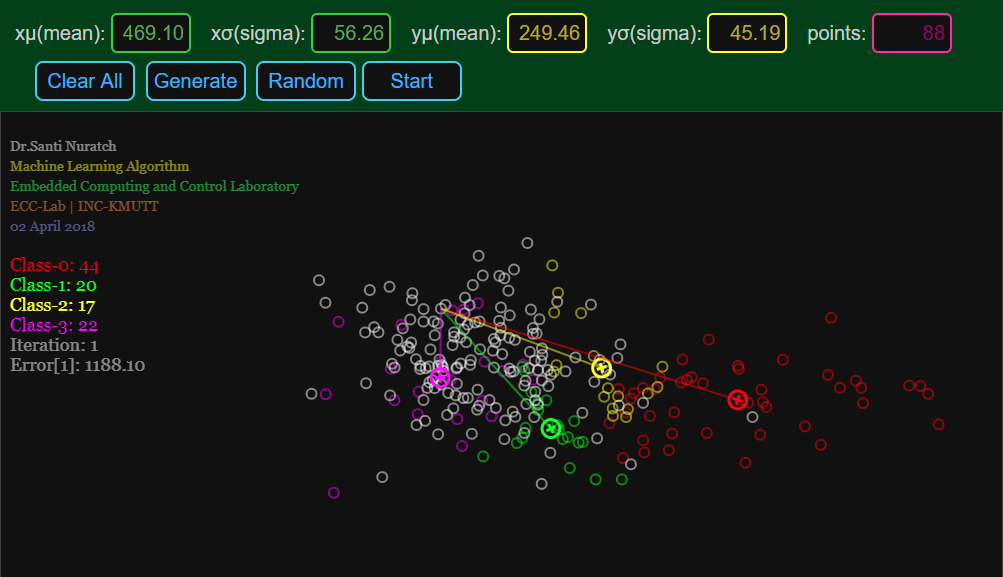 xμ(mean): 469.10 xσ(sigma): 56.26 yμ(mean): 249.46 yσ(sigma): 45.19 points: 88
Clear All Generate Random Start
Dr.Santi Nuratch
Machine Learning Algorithm
Embedded Computing and Control Laboratory
ECC-Lab | INC-KMUTT
02 April 2018
Class-0: 44
Class-1: 20
Class-2: 17
Class-3: 22
Iteration: 1
Error[1]: 1188.10